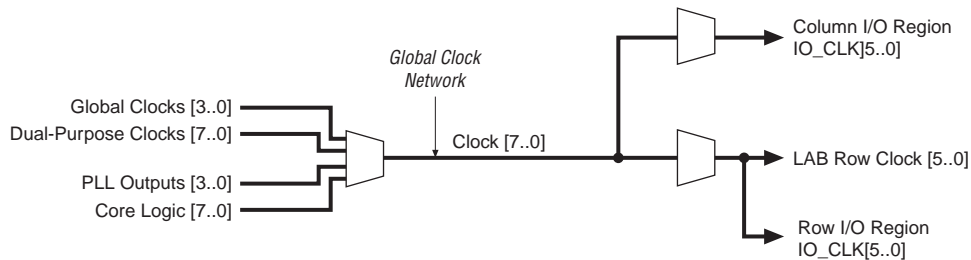 Column I/O Region
IO_CLK]5..0]
Global Clock
Network
Global Clocks [3..0]
Dual-Purpose Clocks [7..0]
Clock [7..0]
LAB Row Clock [5..0]
PLL Outputs [3..0]
Core Logic [7..0]
Row I/O Region
IO_CLK[5..0]